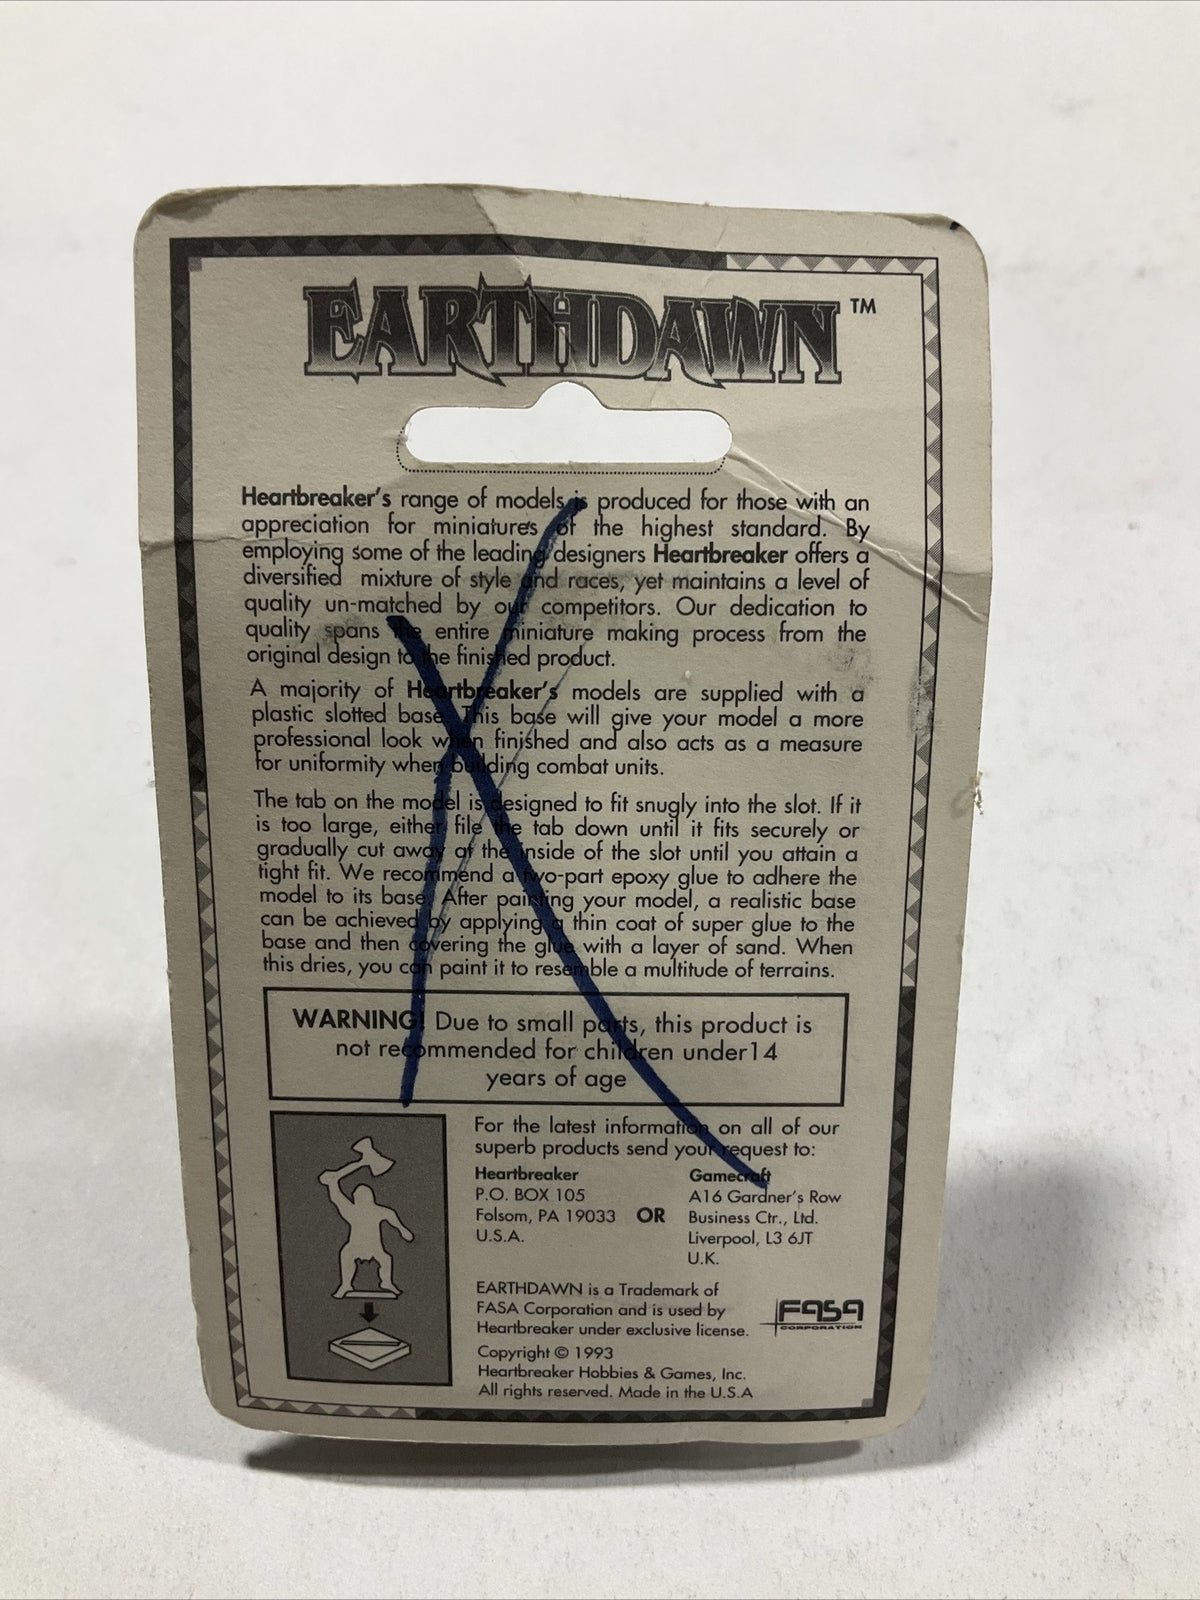 EARTHDAWN ™
Heartbreaker's range of models is produced for those with an
appreciation for miniatures of the highest standard. By
employing some of the leading designers Heartbreaker offers a
diversified mixture of style and races, yet maintains a level of
quality un-matched by our competitors. Our dedication to
quality spans the entire miniature making process from the
original design to the finished product.
A majority of Heartbreaker's models are supplied with a
plastic slotted base. This base will give your model a more
professional look when finished and also acts as a measure
for uniformity when building combat units.
The tab on the model is designed to fit snugly into the slot. If it
is too large, either file the tab down until it fits securely or
gradually cut away at the inside of the slot until you attain a
tight fit. We recommend a two-part epoxy glue to adhere the
model to its base. After painting your model, a realistic base
can be achieved by applying a thin coat of super glue to the
base and then covering the glue with a layer of sand. When
this dries, you can paint it to resemble a multitude of terrains.
WARNING! Due to small parts, this product is
not recommended for children under14
years of age
For the latest information on all of our
superb products send your request to:
Heartbreaker
P.O. BOX 105
Folsom, PA 19033
U.S.A.
OR
Gamecraft
A16 Gardner's Row
Business Ctr., Ltd.
Liverpool, L3 6JT
U.K.
EARTHDAWN is a Trademark of
FASA Corporation and is used by
Heartbreaker under exclusive license.
FASA
CORPORATION
Copyright © 1993
Heartbreaker Hobbies & Games, Inc.
All rights reserved. Made in the U.S.A